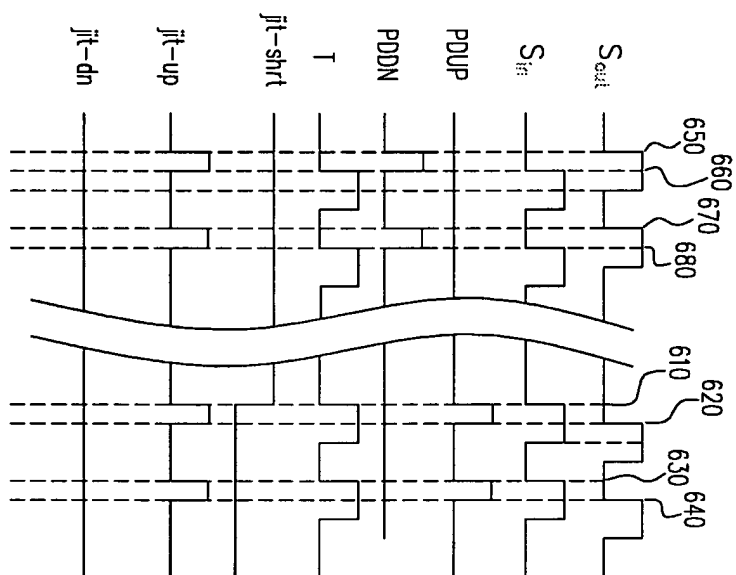 650
660
670
680
610
620
630
640
S_out
S_in
PDUP
PDDN
T
jit-shrt
jit-up
jit-dn